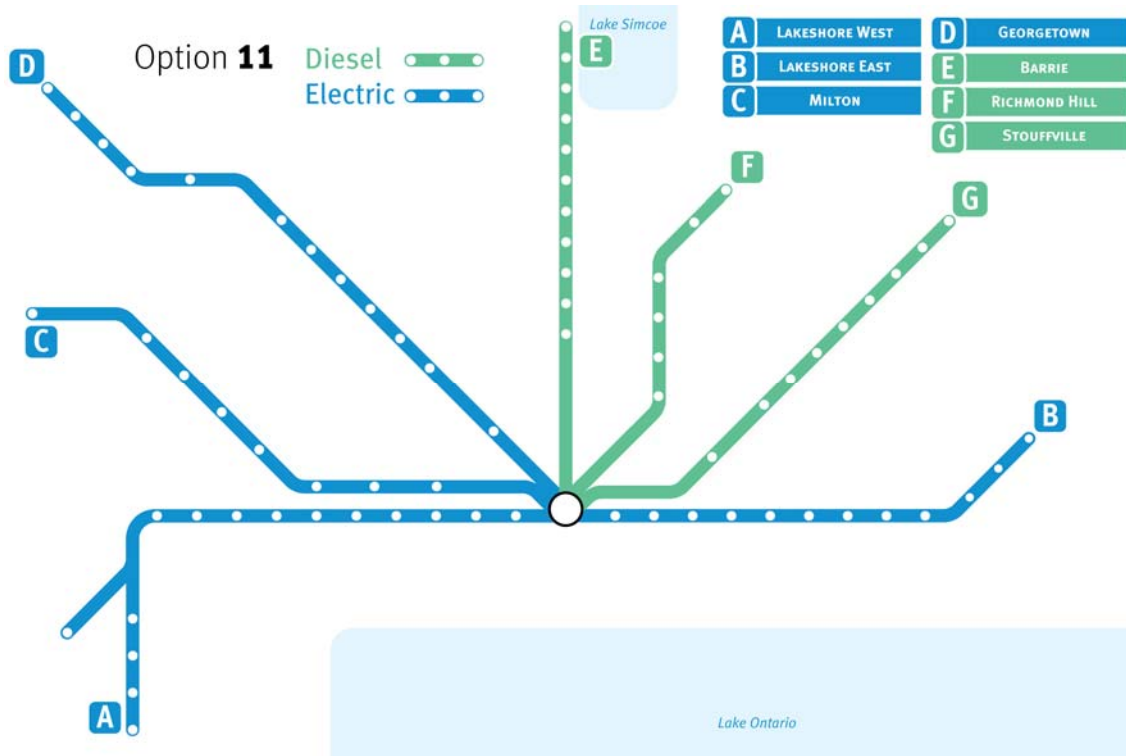 Option 11
Diesel
Electric
Lake Simcoe
A LAKESHORE WEST
B LAKESHORE EAST
C MILTON
D GEORGETOWN
E BARRIE
F RICHMOND HILL
G STOUFFVILLE
D
E
F
G
C
B
A
Lake Ontario